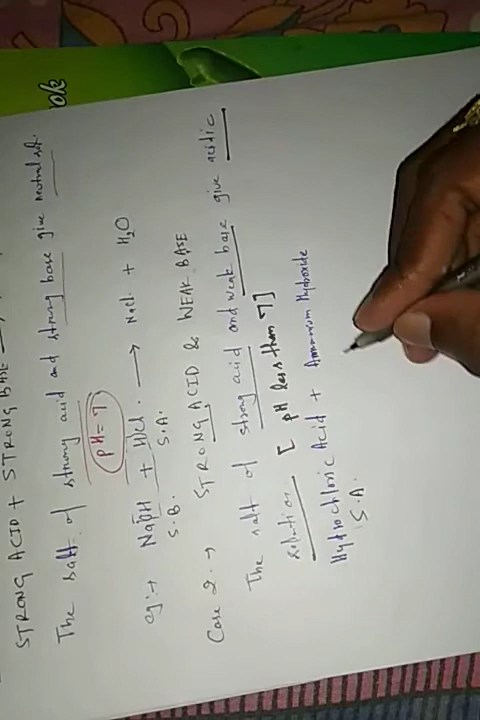 STRONG ACID + STRONG BASE →
The salt of strong acid and strong base give neutral sol.
pH = 7
eg:→ NaOH + HCl. → NaCl. + H2O
S.B. S.A.
Case 2.→ STRONG ACID & WEAK BASE
The salt of strong acid and weak base give acidic
solution [ pH less than 7]
Hydrochloric Acid + Ammonium Hydroxide
S.A.
ok